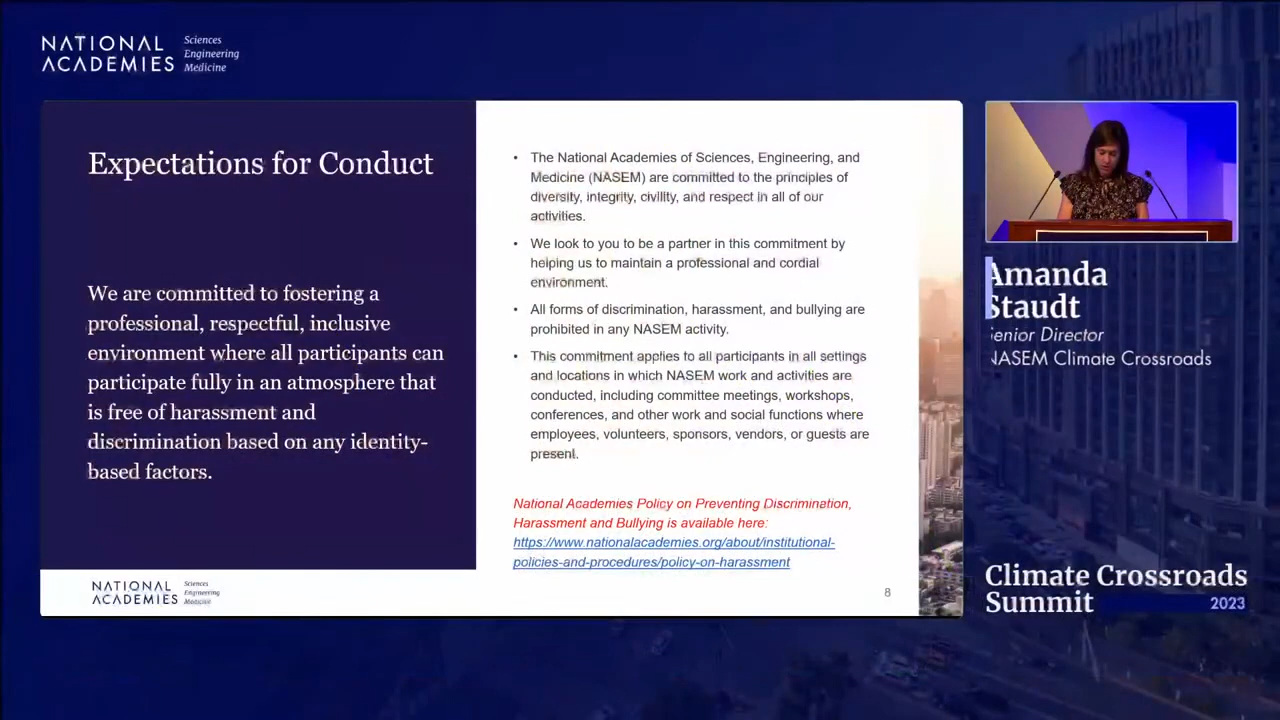 NATIONAL
ACADEMIES
Sciences
Engineering
Medicine
Expectations for Conduct
We are committed to fostering a
professional, respectful, inclusive
environment where all participants can
participate fully in an atmosphere that
is free of harassment and
discrimination based on any identity-
based factors.
• The National Academies of Sciences, Engineering, and
Medicine (NASEM) are committed to the principles of
diversity, integrity, civility, and respect in all of our
activities.
• We look to you to be a partner in this commitment by
helping us to maintain a professional and cordial
environment.
• All forms of discrimination, harassment, and bullying are
prohibited in any NASEM activity.
• This commitment applies to all participants in all settings
and locations in which NASEM work and activities are
conducted, including committee meetings, workshops,
conferences, and other work and social functions where
employees, volunteers, sponsors, vendors, or guests are
present.
National Academies Policy on Preventing Discrimination,
Harassment and Bullying is available here:
https://www.nationalacademies.org/about/institutional-
policies-and-procedures/policy-on-harassment
NATIONAL
ACADEMIES
Sciences
Engineering
Medicine
8
Amanda
Staudt
Senior Director
NASEM Climate Crossroads
Climate Crossroads
Summit
2023